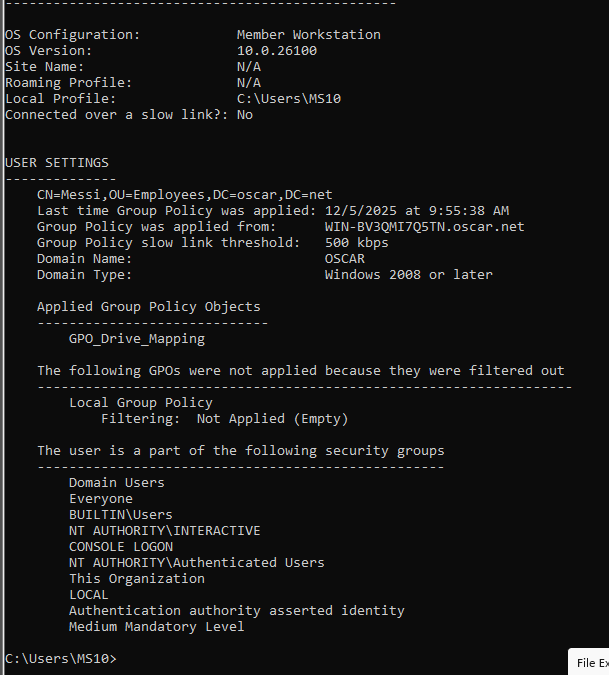 -------------------------------------------------
OS Configuration:            Member Workstation
OS Version:                  10.0.26100
Site Name:                   N/A
Roaming Profile:             N/A
Local Profile:               C:\Users\MS10
Connected over a slow link?: No
USER SETTINGS
--------------
CN=Messi,OU=Employees,DC=oscar,DC=net
Last time Group Policy was applied: 12/5/2025 at 9:55:38 AM
Group Policy was applied from:      WIN-BV3QMI7Q5TN.oscar.net
Group Policy slow link threshold:   500 kbps
Domain Name:                        OSCAR
Domain Type:                        Windows 2008 or later
Applied Group Policy Objects
-----------------------------
GPO_Drive_Mapping
The following GPOs were not applied because they were filtered out
-------------------------------------------------------------------
Local Group Policy
Filtering:  Not Applied (Empty)
The user is a part of the following security groups
---------------------------------------------------
Domain Users
Everyone
BUILTIN\Users
NT AUTHORITY\INTERACTIVE
CONSOLE LOGON
NT AUTHORITY\Authenticated Users
This Organization
LOCAL
Authentication authority asserted identity
Medium Mandatory Level
C:\Users\MS10>
File Ex